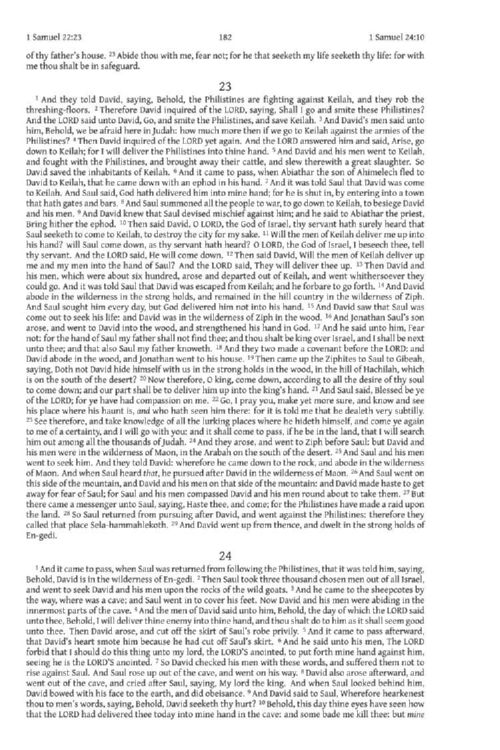 1 Samuel 22:23 182 1 Samuel 24:10
of thy father's house. 23 Abide thou with me, fear not; for he that seeketh my life seeketh thy life: for with
me thou shalt be in safeguard.
23
1 And they told David, saying, Behold, the Philistines are fighting against Keilah, and they rob the
threshing-floors. 2 Therefore David inquired of the LORD, saying, Shall I go and smite these Philistines?
And the LORD said unto David, Go, and smite the Philistines, and save Keilah. 3 And David's men said unto
him, Behold, we be afraid here in Judah: how much more then if we go to Keilah against the armies of the
Philistines? 4 Then David inquired of the LORD yet again. And the LORD answered him and said, Arise, go
down to Keilah; for I will deliver the Philistines into thine hand. 5 And David and his men went to Keilah,
and fought with the Philistines, and brought away their cattle, and slew therewith a great slaughter. So
David saved the inhabitants of Keilah. 6 And it came to pass, when Abiathar the son of Ahimelech fled to
David to Keilah, that he came down with an ephod in his hand. 7 And it was told Saul that David was come
to Keilah. And Saul said, God hath delivered him into mine hand; for he is shut in, by entering into a town
that hath gates and bars. 8 And Saul summoned all the people to war, to go down to Keilah, to besiege David
and his men. 9 And David knew that Saul devised mischief against him; and he said to Abiathar the priest,
Bring hither the ephod. 10 Then said David, O LORD, the God of Israel, thy servant hath surely heard that
Saul seeketh to come to Keilah, to destroy the city for my sake. 11 Will the men of Keilah deliver me up into
his hand? will Saul come down, as thy servant hath heard? O LORD, the God of Israel, I beseech thee, tell
thy servant. And the LORD said, He will come down. 12 Then said David, Will the men of Keilah deliver up
me and my men into the hand of Saul? And the LORD said, They will deliver thee up. 13 Then David and
his men, which were about six hundred, arose and departed out of Keilah, and went whithersoever they
could go. And it was told Saul that David was escaped from Keilah; and he forbare to go forth. 14 And David
abode in the wilderness in the strong holds, and remained in the hill country in the wilderness of Ziph.
And Saul sought him every day, but God delivered him not into his hand. 15 And David saw that Saul was
come out to seek his life: and David was in the wilderness of Ziph in the wood. 16 And Jonathan Saul's son
arose, and went to David into the wood, and strengthened his hand in God. 17 And he said unto him, Fear
not: for the hand of Saul my father shall not find thee; and thou shalt be king over Israel, and I shall be next
unto thee; and that also Saul my father knoweth. 18 And they two made a covenant before the LORD: and
David abode in the wood, and Jonathan went to his house. 19 Then came up the Ziphites to Saul to Gibeah,
saying, Doth not David hide himself with us in the strong holds in the wood, in the hill of Hachilah, which
is on the south of the desert? 20 Now therefore, O king, come down, according to all the desire of thy soul
to come down; and our part shall be to deliver him up into the king's hand. 21 And Saul said, Blessed be ye
of the LORD; for ye have had compassion on me. 22 Go, I pray you, make yet more sure, and know and see
his place where his haunt is, and who hath seen him there: for it is told me that he dealeth very subtilly.
23 See therefore, and take knowledge of all the lurking places where he hideth himself, and come ye again
to me of a certainty, and I will go with you: and it shall come to pass, if he be in the land, that I will search
him out among all the thousands of Judah. 24 And they arose, and went to Ziph before Saul: but David and
his men were in the wilderness of Maon, in the Arabah on the south of the desert. 25 And Saul and his men
went to seek him. And they told David: wherefore he came down to the rock, and abode in the wilderness
of Maon. And when Saul heard that, he pursued after David in the wilderness of Maon. 26 And Saul went on
this side of the mountain, and David and his men on that side of the mountain: and David made haste to get
away for fear of Saul; for Saul and his men compassed David and his men round about to take them. 27 But
there came a messenger unto Saul, saying, Haste thee, and come; for the Philistines have made a raid upon
the land. 28 So Saul returned from pursuing after David, and went against the Philistines: therefore they
called that place Sela-hammahlekoth. 29 And David went up from thence, and dwelt in the strong holds of
En-gedi.
24
1 And it came to pass, when Saul was returned from following the Philistines, that it was told him, saying,
Behold, David is in the wilderness of En-gedi. 2 Then Saul took three thousand chosen men out of all Israel,
and went to seek David and his men upon the rocks of the wild goats. 3 And he came to the sheepcotes by
the way, where was a cave; and Saul went in to cover his feet. Now David and his men were abiding in the
innermost parts of the cave. 4 And the men of David said unto him, Behold, the day of which the LORD said
unto thee, Behold, I will deliver thine enemy into thine hand, and thou shalt do to him as it shall seem good
unto thee. Then David arose, and cut off the skirt of Saul's robe privily. 5 And it came to pass afterward,
that David's heart smote him because he had cut off Saul's skirt. 6 And he said unto his men, The LORD
forbid that I should do this thing unto my lord, the LORD'S anointed, to put forth mine hand against him,
seeing he is the LORD'S anointed. 7 So David checked his men with these words, and suffered them not to
rise against Saul. And Saul rose up out of the cave, and went on his way. 8 David also arose afterward, and
went out of the cave, and cried after Saul, saying, My lord the king. And when Saul looked behind him,
David bowed with his face to the earth, and did obeisance. 9 And David said to Saul, Wherefore hearkenest
thou to men's words, saying, Behold, David seeketh thy hurt? 10 Behold, this day thine eyes have seen how
that the LORD had delivered thee today into mine hand in the cave: and some bade me kill thee: but mine